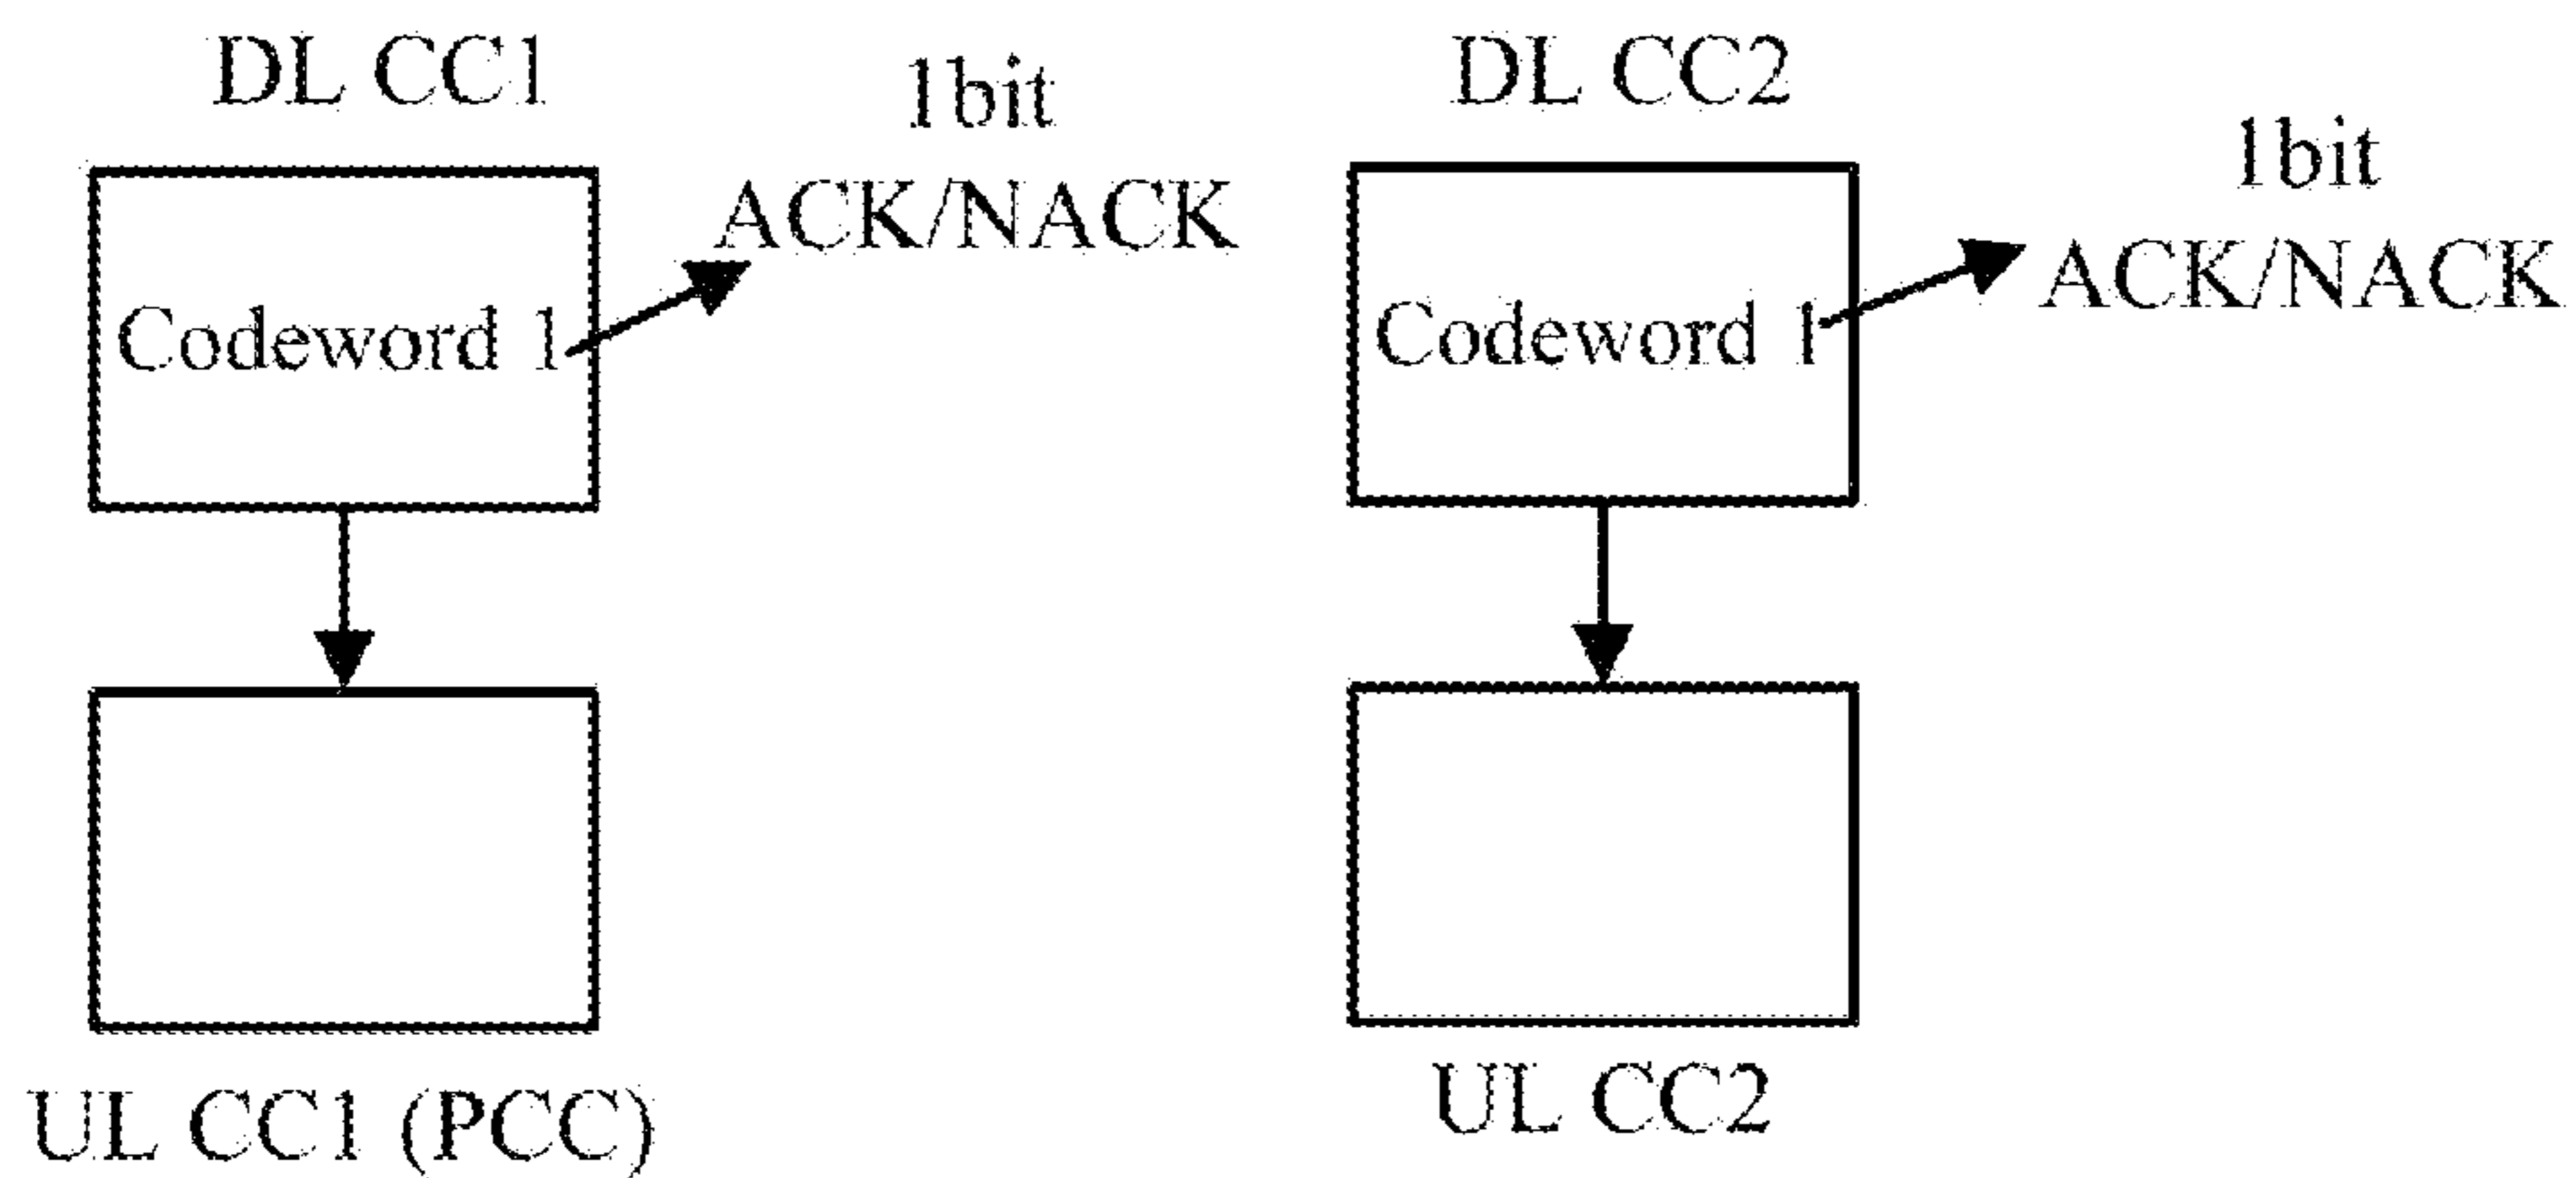 DL CC1
1bit
ACK/NACK
Codeword 1
UL CC1 (PCC)
DL CC2
1bit
ACK/NACK
Codeword 1
UL CC2